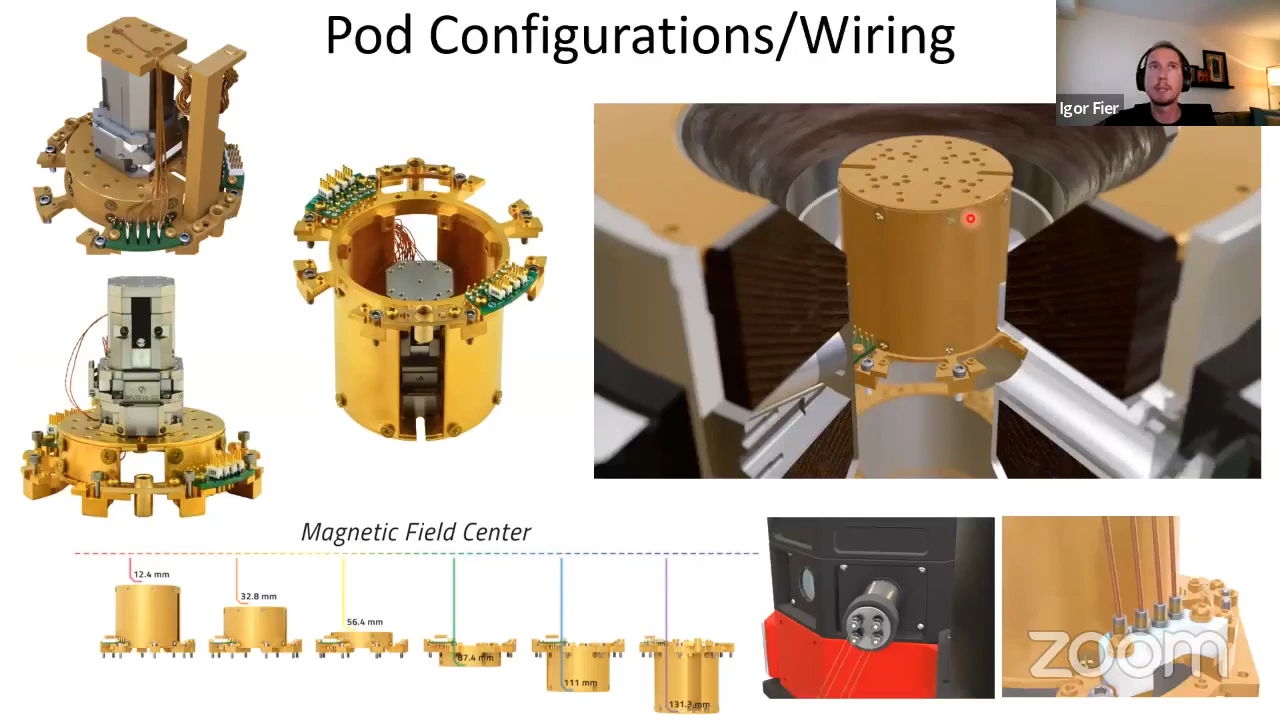 Pod Configurations/Wiring
Igor Fier
Magnetic Field Center
12.4 mm
32.8 mm
56.4 mm
87.4 mm
111 mm
131.3 mm
zoom